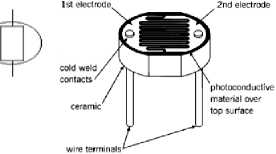 1st electrode
2nd electrode
cold weld
contacts
ceramic
photoconductive
material over
top surface
wire terminals